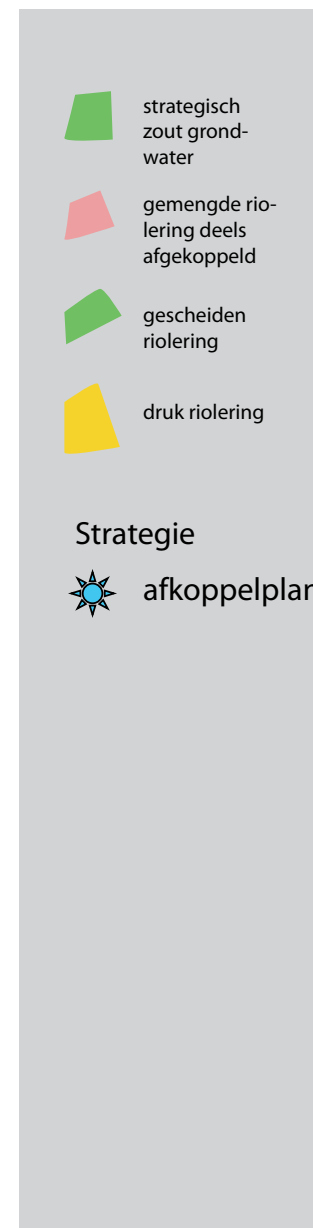 strategisch
zout grond-
water
gemengde rio-
lering deels
afgekoppeld
gescheiden
riolering
druk riolering
Strategie
afkoppelplan